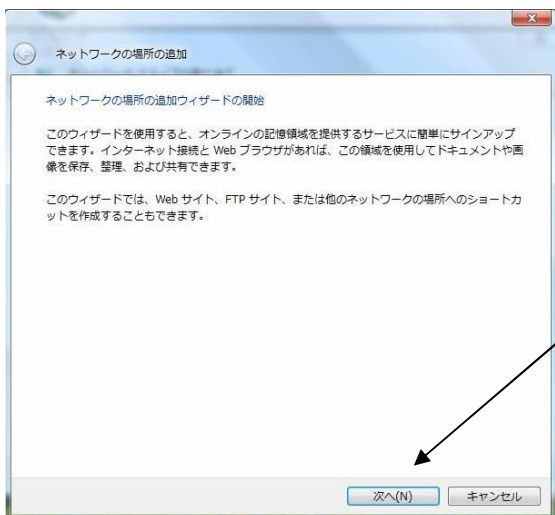 ネットワークの場所の追加
ネットワークの場所の追加ウィザードの開始
このウィザードを使用すると、オンラインの記憶領域を提供するサービスに簡単にサインアップ
できます。インターネット接続と Web ブラウザがあれば、この領域を使用してドキュメントや画
像を保存、整理、および共有できます。
このウィザードでは、Web サイト、FTP サイト、または他のネットワークの場所へのショートカ
ットを作成することもできます。
次へ(N) キャンセル